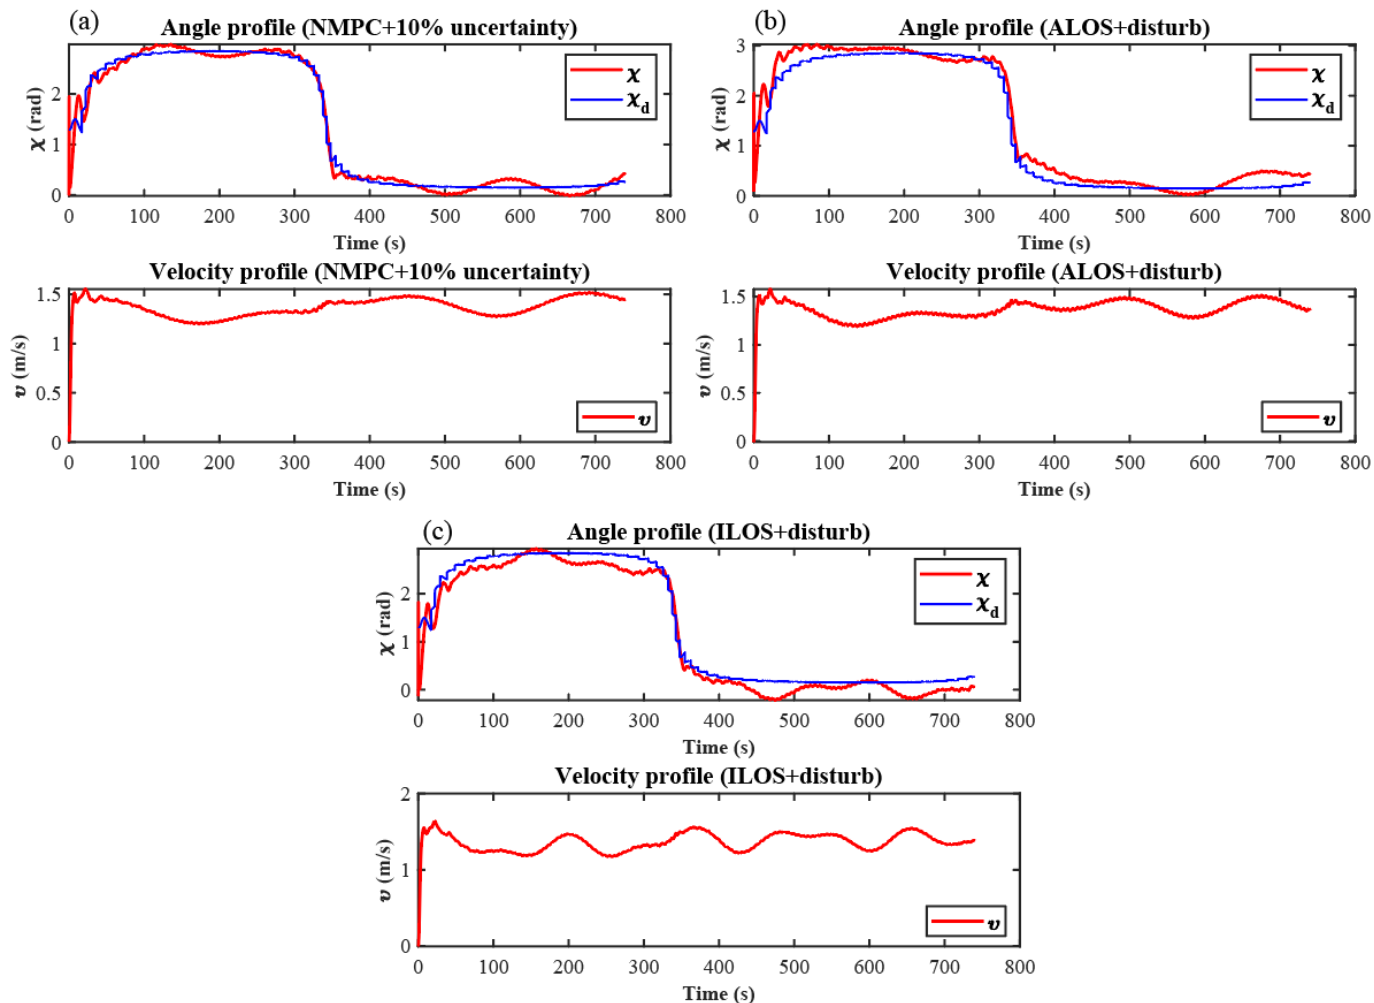 (a)
Angle profile (NMPC+10% uncertainty)
χ (rad)
2
1
0
χ
χd
0 100 200 300 400 500 600 700 800
Time (s)
Velocity profile (NMPC+10% uncertainty)
v (m/s)
1.5
1
0.5
0
v
0 100 200 300 400 500 600 700 800
Time (s)
(b)
Angle profile (ALOS+disturb)
χ (rad)
3
2
1
0
χ
χd
0 100 200 300 400 500 600 700 800
Time (s)
Velocity profile (ALOS+disturb)
v (m/s)
1.5
1
0.5
0
v
0 100 200 300 400 500 600 700 800
Time (s)
(c)
Angle profile (ILOS+disturb)
χ (rad)
2
1
0
χ
χd
0 100 200 300 400 500 600 700 800
Time (s)
Velocity profile (ILOS+disturb)
v (m/s)
2
1
0
v
0 100 200 300 400 500 600 700 800
Time (s)